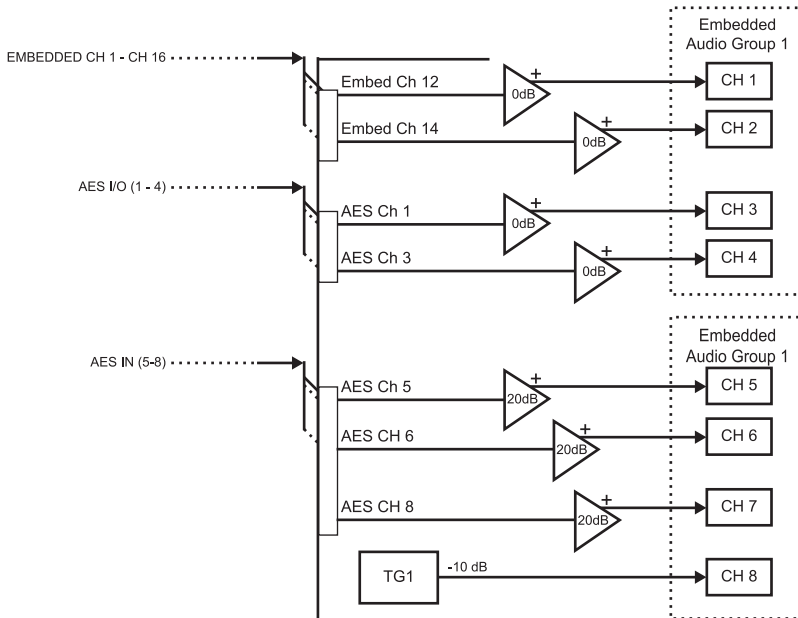 Embedded
Audio Group 1
EMBEDDED CH 1 - CH 16
Embed Ch 12
0dB
+
CH 1
Embed Ch 14
0dB
+
CH 2
AES I/O (1 - 4)
AES Ch 1
0dB
+
CH 3
AES Ch 3
0dB
+
CH 4
Embedded
Audio Group 1
AES IN (5-8)
AES Ch 5
20dB
+
CH 5
AES CH 6
20dB
+
CH 6
AES CH 8
20dB
+
CH 7
TG1
-10 dB
CH 8